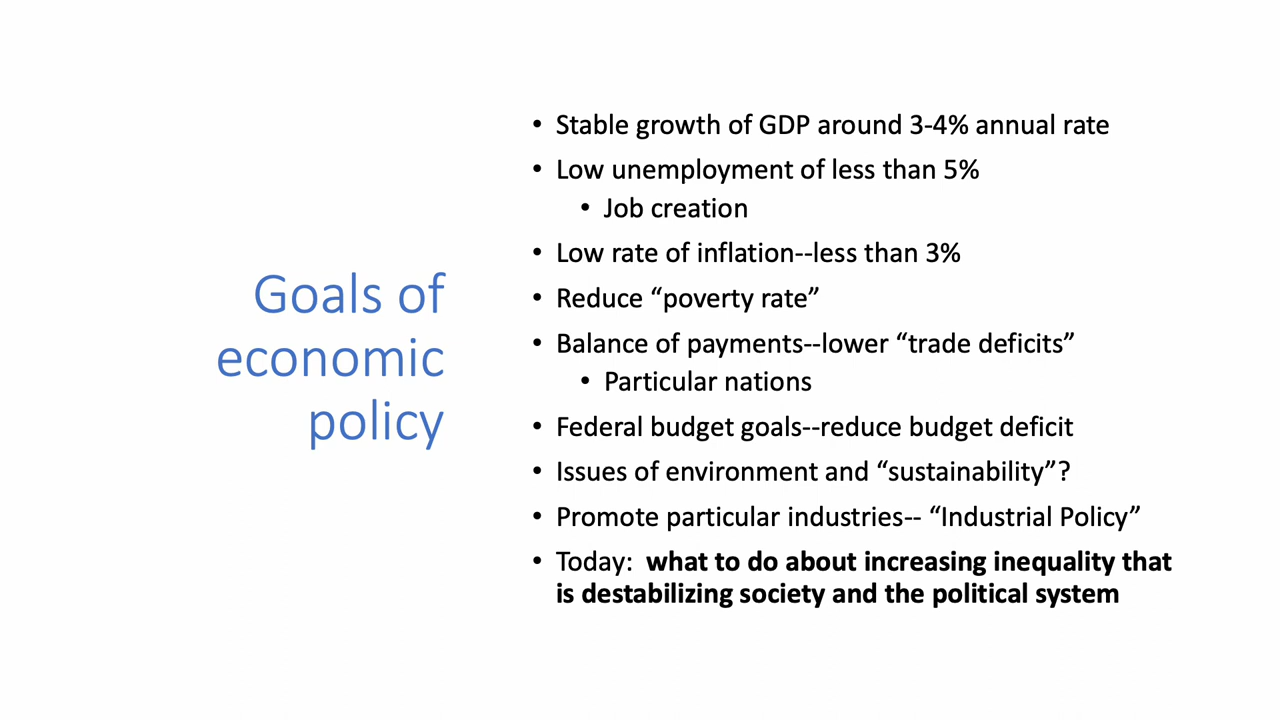 Goals of
economic
policy
• Stable growth of GDP around 3-4% annual rate
• Low unemployment of less than 5%
• Job creation
• Low rate of inflation--less than 3%
• Reduce “poverty rate”
• Balance of payments--lower “trade deficits”
• Particular nations
• Federal budget goals--reduce budget deficit
• Issues of environment and “sustainability”?
• Promote particular industries-- “Industrial Policy”
• Today:  what to do about increasing inequality that
is destabilizing society and the political system